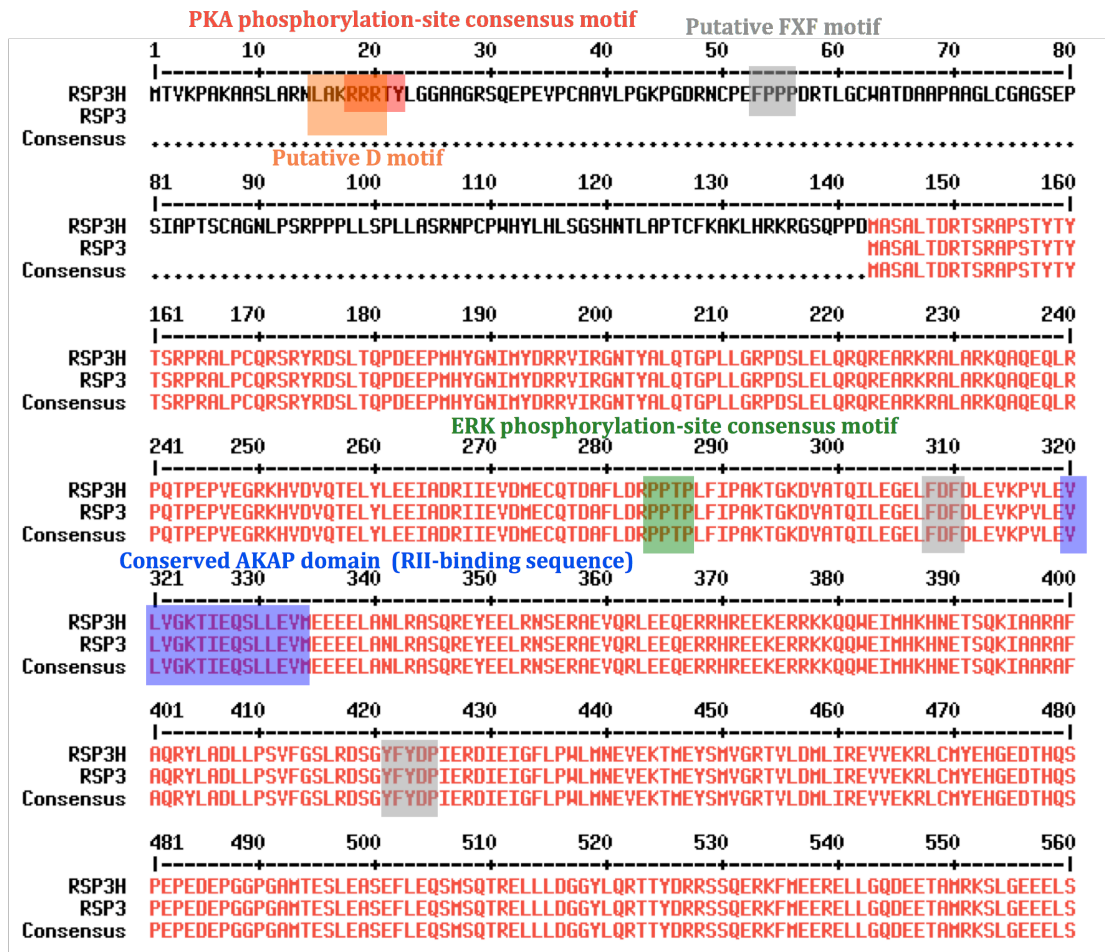 PKA phosphorylation-site consensus motif
Putative FXF motif
1 10 20 30 40 50 60 70 80
|--------+---------+---------+---------+---------+---------+---------+---------|
RSP3H MTVKPAKAASLARNLAKRRRTYLGGAAGRSQEPEVPCAAVLPGKPGDRNCPEFPPPDRTLGCWATDAAPAAGLCGAGSEP
RSP3
Consensus ................................................................................
Putative D motif
81 90 100 110 120 130 140 150 160
|--------+---------+---------+---------+---------+---------+---------+---------|
RSP3H SIAPTSCAGNLPSRPPPPLLSPLLASRNPCPWHYLHLSGSHNTLAPTCFKAKLHRKRGSQPPDMASALTDRTSRAPSTYTY
RSP3 MASALTDRTSRAPSTYTY
Consensus ..............................................................MASALTDRTSRAPSTYTY
161 170 180 190 200 210 220 230 240
|--------+---------+---------+---------+---------+---------+---------+---------|
RSP3H TSRPRALPCQRSRYRDSLTQPDEEPMHYGNIMYDRRVIRGNTYALQTGPLLGRPDSLELQRQREARKRALARKQAQEQLR
RSP3 TSRPRALPCQRSRYRDSLTQPDEEPMHYGNIMYDRRVIRGNTYALQTGPLLGRPDSLELQRQREARKRALARKQAQEQLR
Consensus TSRPRALPCQRSRYRDSLTQPDEEPMHYGNIMYDRRVIRGNTYALQTGPLLGRPDSLELQRQREARKRALARKQAQEQLR
ERK phosphorylation-site consensus motif
241 250 260 270 280 290 300 310 320
|--------+---------+---------+---------+---------+---------+---------+---------|
RSP3H PQTPEPVEGRKHVDVQTELYLEEIADRIIEVDMECQTDAFLDRPPTPLFIPAKTGKDVATQILEGELFDFDLEVKPVLEV
RSP3 PQTPEPVEGRKHVDVQTELYLEEIADRIIEVDMECQTDAFLDRPPTPLFIPAKTGKDVATQILEGELFDFDLEVKPVLEV
Consensus PQTPEPVEGRKHVDVQTELYLEEIADRIIEVDMECQTDAFLDRPPTPLFIPAKTGKDVATQILEGELFDFDLEVKPVLEV
Conserved AKAP domain (RII-binding sequence)
321 330 340 350 360 370 380 390 400
|--------+---------+---------+---------+---------+---------+---------+---------|
RSP3H LVGKTIEQSLLEVMEEEELANLRASQREYEELRNSERAEVQRLEEQERRHREEKERRKKQQWEIMHKHNETSQKIAARAF
RSP3 LVGKTIEQSLLEVMEEEELANLRASQREYEELRNSERAEVQRLEEQERRHREEKERRKKQQWEIMHKHNETSQKIAARAF
Consensus LVGKTIEQSLLEVMEEEELANLRASQREYEELRNSERAEVQRLEEQERRHREEKERRKKQQWEIMHKHNETSQKIAARAF
401 410 420 430 440 450 460 470 480
|--------+---------+---------+---------+---------+---------+---------+---------|
RSP3H AQRYLADLLPSVFGSLRDSGYFYDPIERDIEIGFLPWLMNEVEKTMEYSMVGRTVLDMLIREVVEKRLCMYEHGEDTHQS
RSP3 AQRYLADLLPSVFGSLRDSGYFYDPIERDIEIGFLPWLMNEVEKTMEYSMVGRTVLDMLIREVVEKRLCMYEHGEDTHQS
Consensus AQRYLADLLPSVFGSLRDSGYFYDPIERDIEIGFLPWLMNEVEKTMEYSMVGRTVLDMLIREVVEKRLCMYEHGEDTHQS
481 490 500 510 520 530 540 550 560
|--------+---------+---------+---------+---------+---------+---------+---------|
RSP3H PEPEDEPGGPGAMTESLEASEFLEQSMSQTRELLLDGGYLQRTTYDRRSSQERKFMEERELLGQDEETAMRKSLGEEELS
RSP3 PEPEDEPGGPGAMTESLEASEFLEQSMSQTRELLLDGGYLQRTTYDRRSSQERKFMEERELLGQDEETAMRKSLGEEELS
Consensus PEPEDEPGGPGAMTESLEASEFLEQSMSQTRELLLDGGYLQRTTYDRRSSQERKFMEERELLGQDEETAMRKSLGEEELS